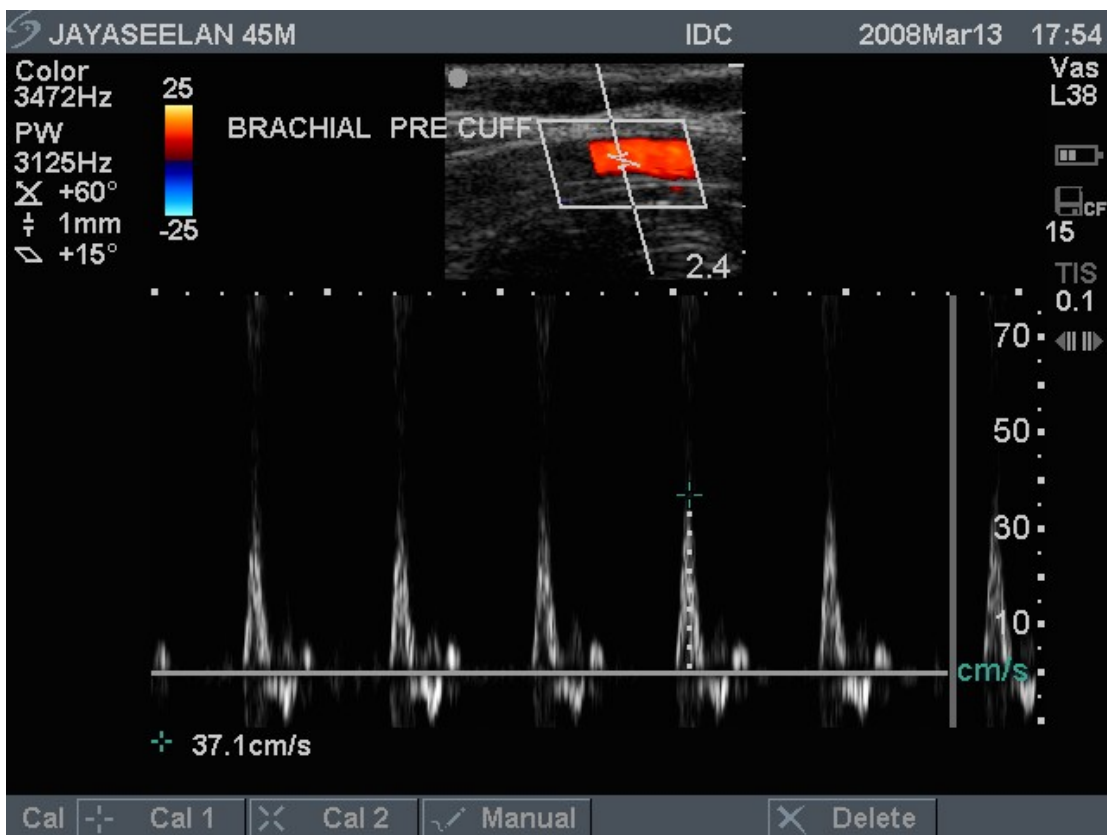 JAYASEELAN 45M IDC 2008Mar13 17:54
Color
3472Hz
PW
3125Hz
+60°
1mm
+15°
25
-25
BRACHIAL PRE CUFF
2.4
Vas
L38
CF
15
TIS
0.1
70
50
30
10
cm/s
37.1cm/s
Cal Cal 1 Cal 2 Manual Delete